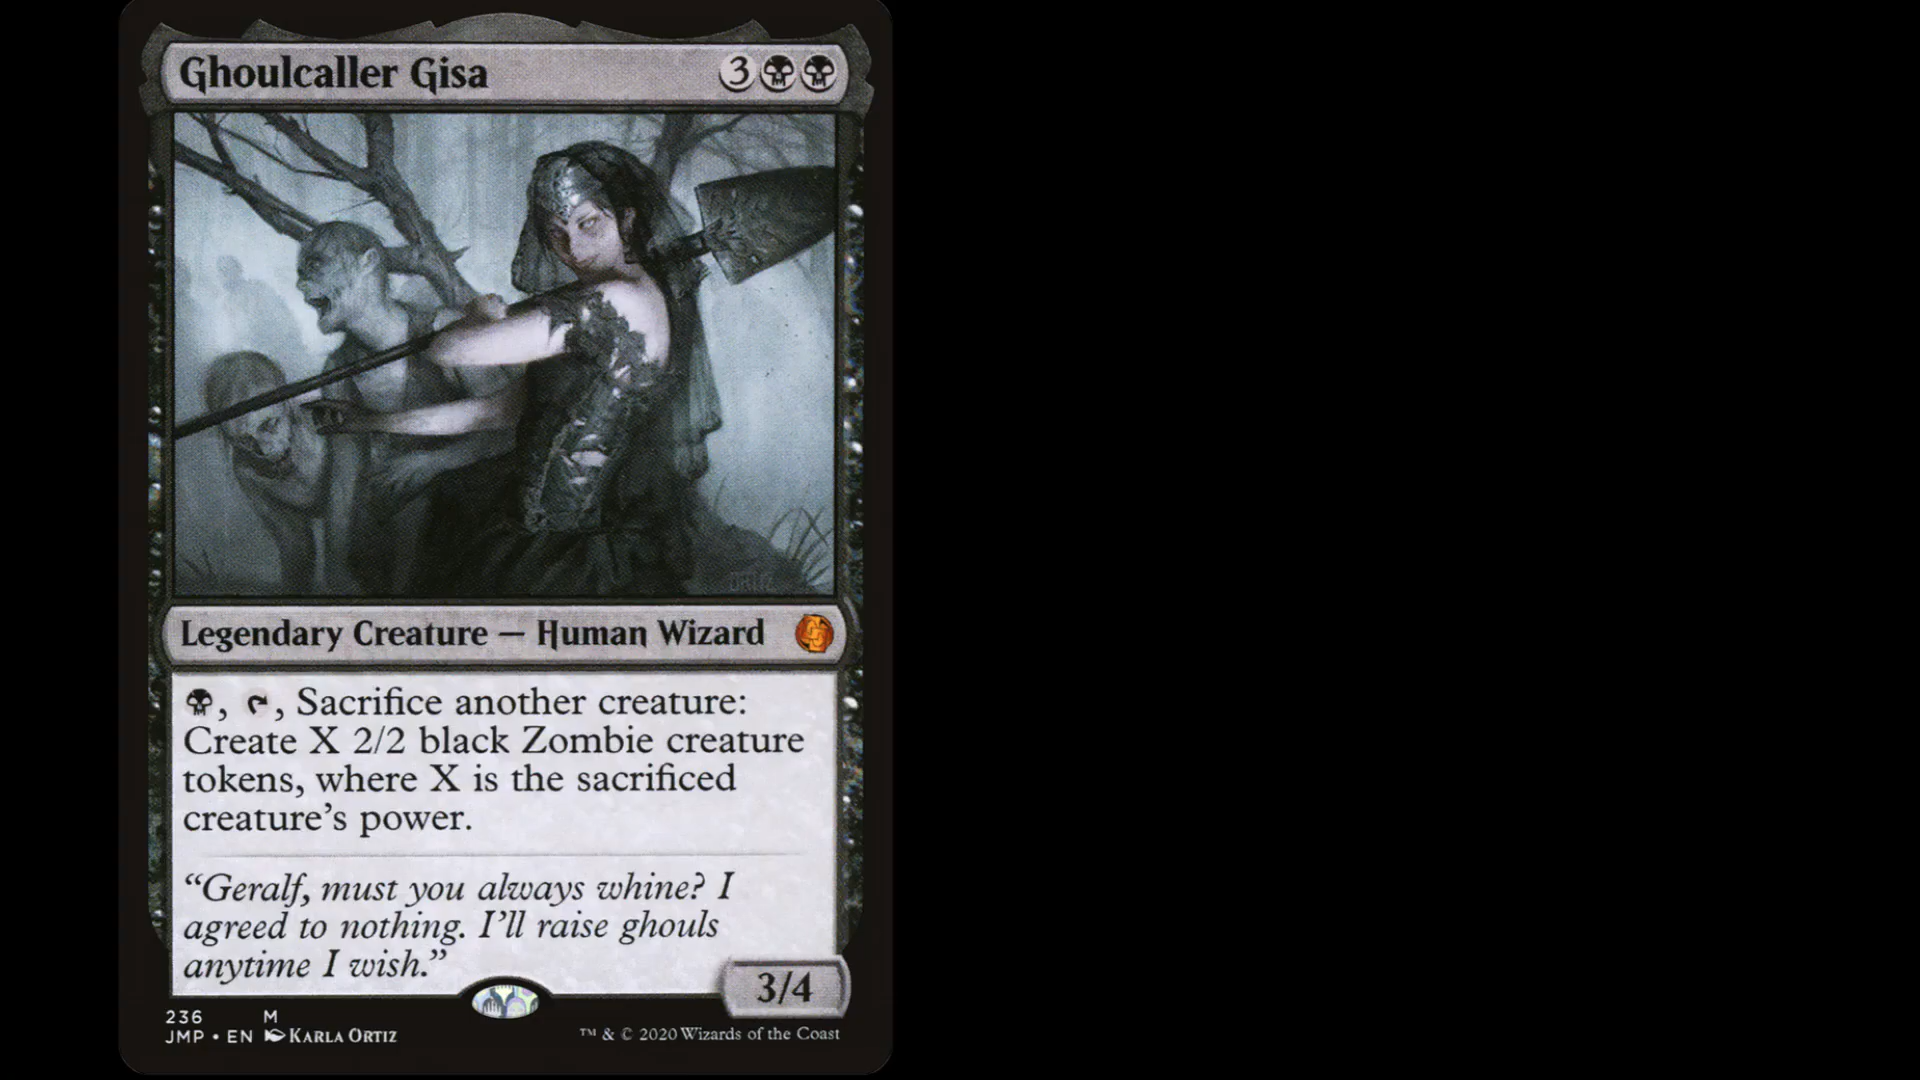 Ghoulcaller Gisa 3
ORTIZ
Legendary Creature — Human Wizard
, , Sacrifice another creature:
Create X 2/2 black Zombie creature
tokens, where X is the sacrificed
creature’s power.
“Geralf, must you always whine? I
agreed to nothing. I’ll raise ghouls
anytime I wish.”
3/4
236 M
JMP • EN KARLA ORTIZ
™ & © 2020 Wizards of the Coast